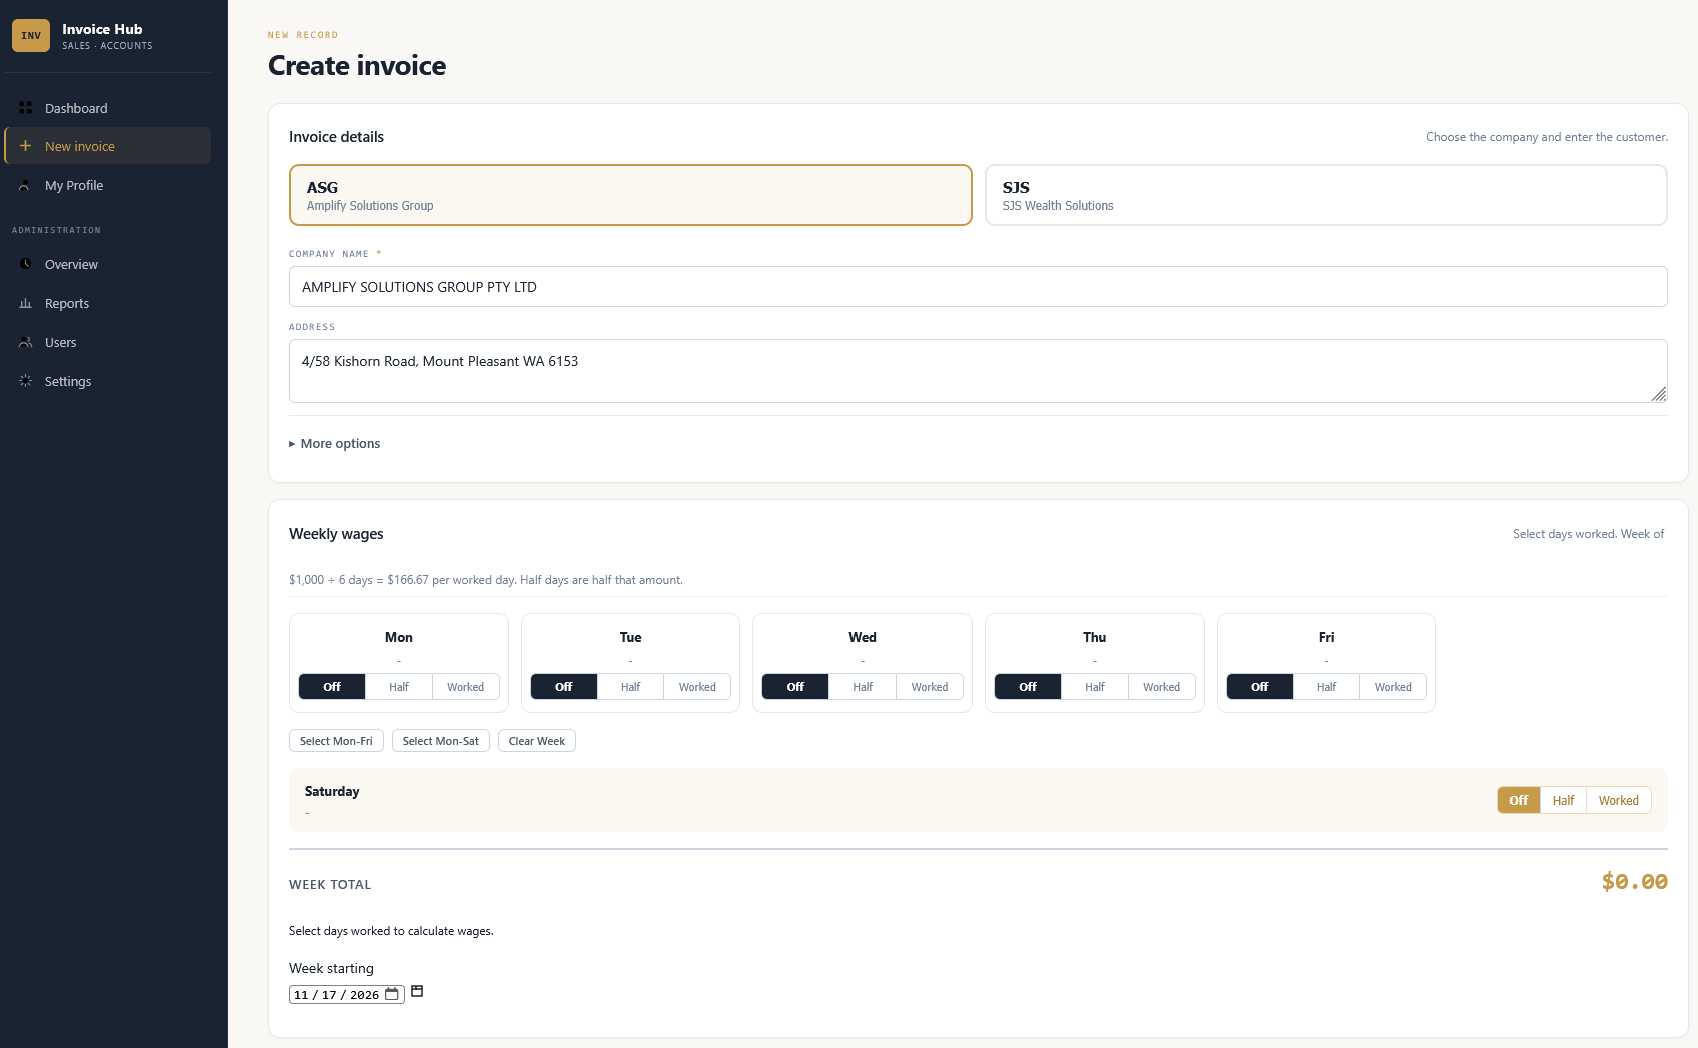 INV
Invoice Hub
SALES · ACCOUNTS
Dashboard
New invoice
My Profile
ADMINISTRATION
Overview
Reports
Users
Settings
NEW RECORD
Create invoice
Invoice details
Choose the company and enter the customer.
ASG
Amplify Solutions Group
SJS
SJS Wealth Solutions
COMPANY NAME *
AMPLIFY SOLUTIONS GROUP PTY LTD
ADDRESS
4/58 Kishorn Road, Mount Pleasant WA 6153
▸ More options
Weekly wages
Select days worked. Week of
$1,000 ÷ 6 days = $166.67 per worked day. Half days are half that amount.
Mon
-
Off Half Worked
Tue
-
Off Half Worked
Wed
-
Off Half Worked
Thu
-
Off Half Worked
Fri
-
Off Half Worked
Select Mon-Fri Select Mon-Sat Clear Week
Saturday
-
Off Half Worked
WEEK TOTAL
$0.00
Select days worked to calculate wages.
Week starting
11 / 17 / 2026